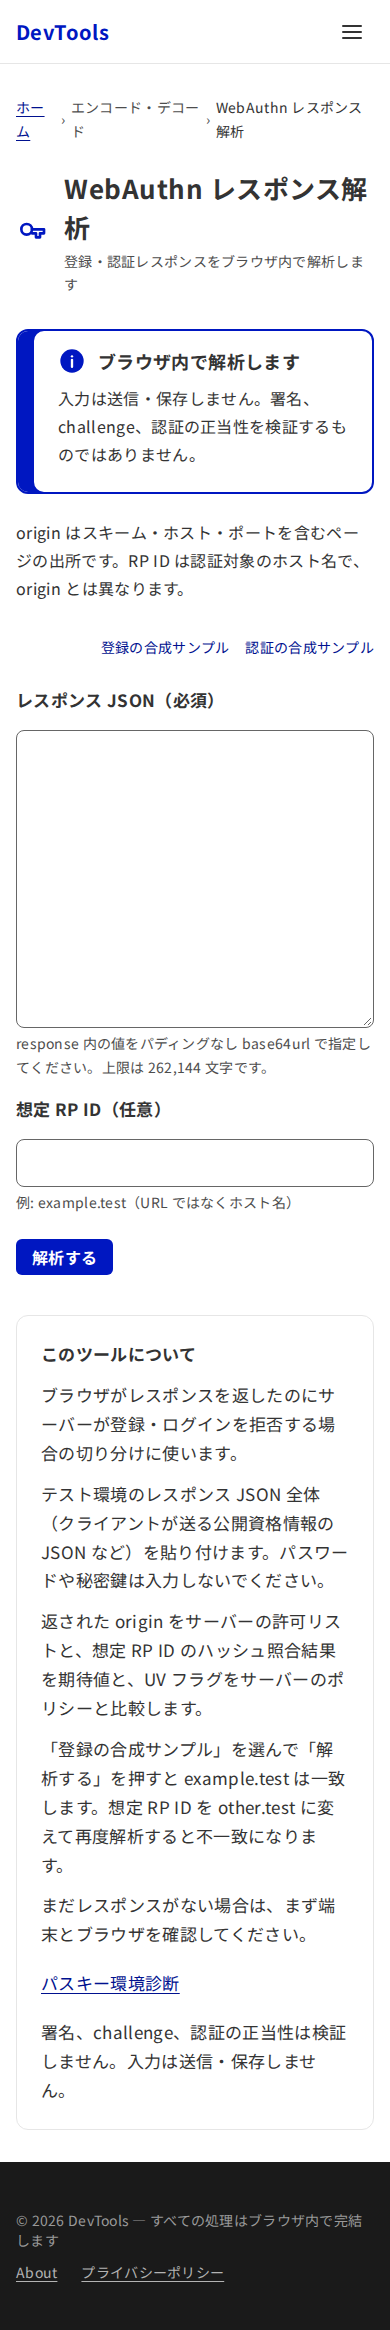 DevTools
ホー
ム
›
エンコード・デコー
ド
›
WebAuthn レスポンス
解析
WebAuthn レスポンス解
析
登録・認証レスポンスをブラウザ内で解析しま
す
ブラウザ内で解析します
入力は送信・保存しません。署名、
challenge、認証の正当性を検証するも
のではありません。
origin はスキーム・ホスト・ポートを含むペー
ジの出所です。RP ID は認証対象のホスト名で、
origin とは異なります。
登録の合成サンプル 認証の合成サンプル
レスポンス JSON（必須）
response 内の値をパディングなし base64url で指定し
てください。上限は 262,144 文字です。
想定 RP ID（任意）
例: example.test（URL ではなくホスト名）
解析する
このツールについて
ブラウザがレスポンスを返したのにサ
ーバーが登録・ログインを拒否する場
合の切り分けに使います。
テスト環境のレスポンス JSON 全体
（クライアントが送る公開資格情報の
JSON など）を貼り付けます。パスワー
ドや秘密鍵は入力しないでください。
返された origin をサーバーの許可リス
トと、想定 RP ID のハッシュ照合結果
を期待値と、UV フラグをサーバーのポ
リシーと比較します。
「登録の合成サンプル」を選んで「解
析する」を押すと example.test は一致
します。想定 RP ID を other.test に変
えて再度解析すると不一致になりま
す。
まだレスポンスがない場合は、まず端
末とブラウザを確認してください。
パスキー環境診断
署名、challenge、認証の正当性は検証
しません。入力は送信・保存しませ
ん。
© 2026 DevTools — すべての処理はブラウザ内で完結
します
About プライバシーポリシー